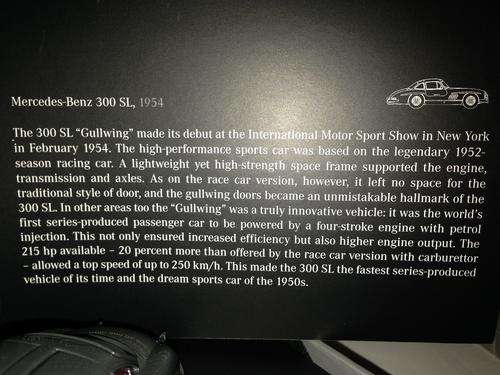 Mercedes-Benz 300 SL, 1954
The 300 SL “Gullwing” made its debut at the International Motor Sport Show in New York
in February 1954. The high-performance sports car was based on the legendary 1952-
season racing car. A lightweight yet high-strength space frame supported the engine,
transmission and axles. As on the race car version, however, it left no space for the
traditional style of door, and the gullwing doors became an unmistakable hallmark of the
300 SL. In other areas too the “Gullwing” was a truly innovative vehicle: it was the world’s
first series-produced passenger car to be powered by a four-stroke engine with petrol
injection. This not only ensured increased efficiency but also higher engine output. The
215 hp available – 20 percent more than offered by the race car version with carburettor
– allowed a top speed of up to 250 km/h. This made the 300 SL the fastest series-produced
vehicle of its time and the dream sports car of the 1950s.